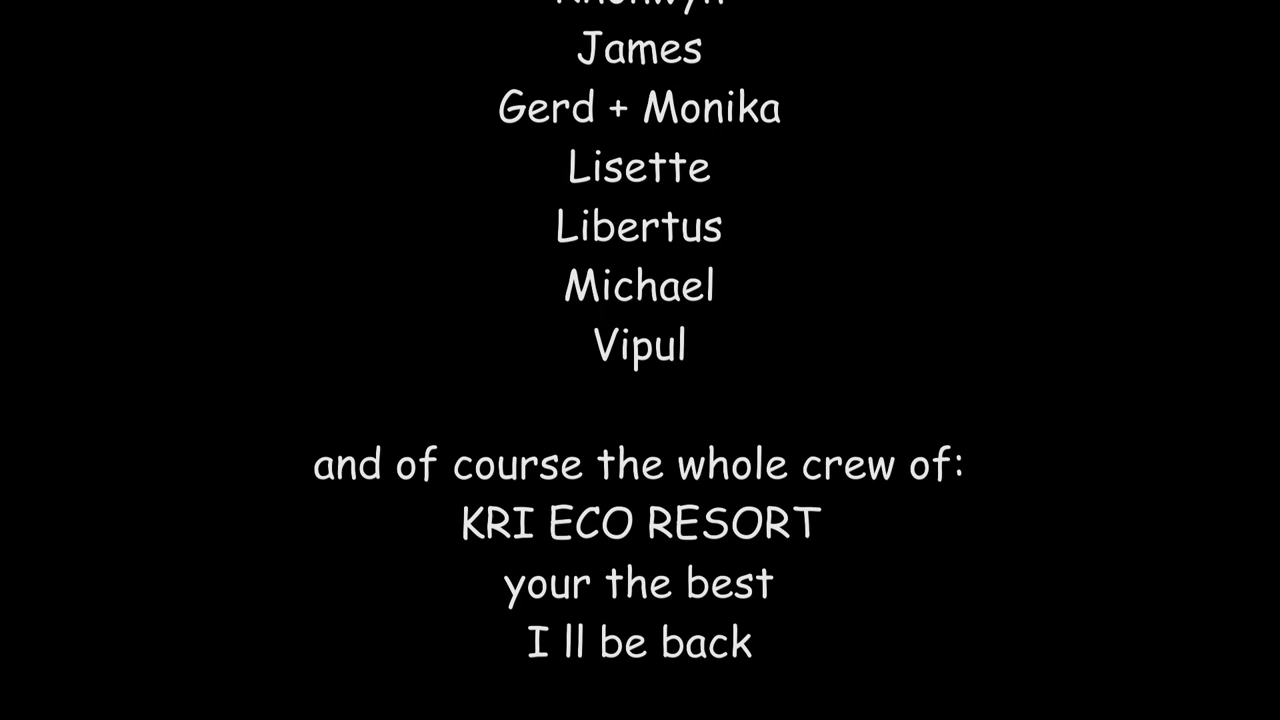 James
Gerd + Monika
Lisette
Libertus
Michael
Vipul
and of course the whole crew of:
KRI ECO RESORT
your the best
I ll be back